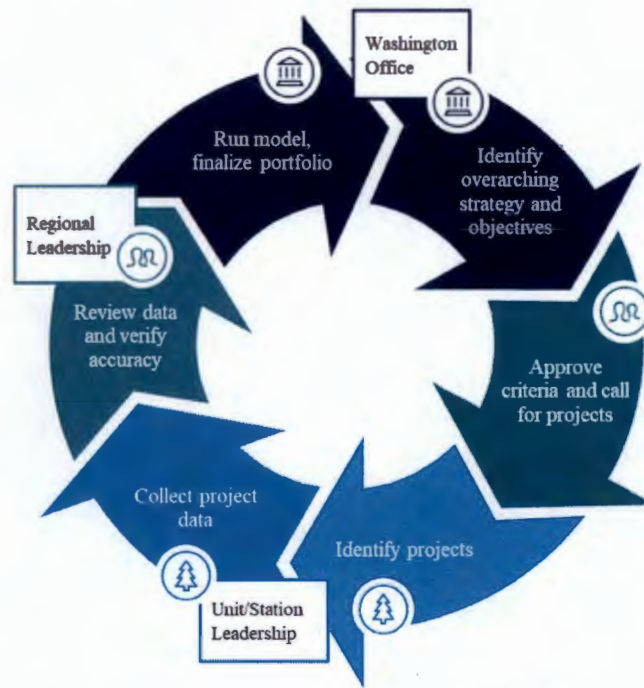 Washington
Office
Identify
overarching
strategy and
objectives
Approve
criteria and call
for projects
Identify projects
Unit/Station
Leadership
Collect project
data
Review data
and verify
accuracy
Regional
Leadership
Run model,
finalize portfolio